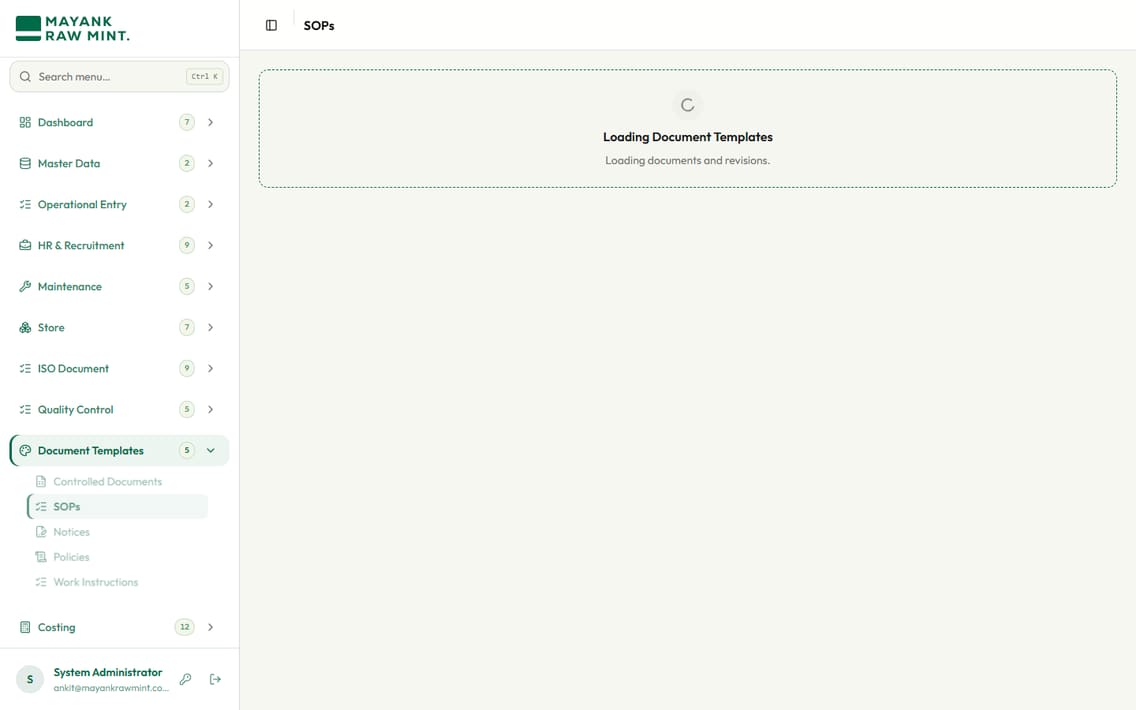 MAYANK
RAW MINT.
Search menu...
Ctrl K
Dashboard
7
Master Data
2
Operational Entry
2
HR & Recruitment
9
Maintenance
5
Store
7
ISO Document
9
Quality Control
5
Document Templates
5
Controlled Documents
SOPs
Notices
Policies
Work Instructions
Costing
12
S
System Administrator
ankit@mayankrawmint.co...
SOPs
Loading Document Templates
Loading documents and revisions.